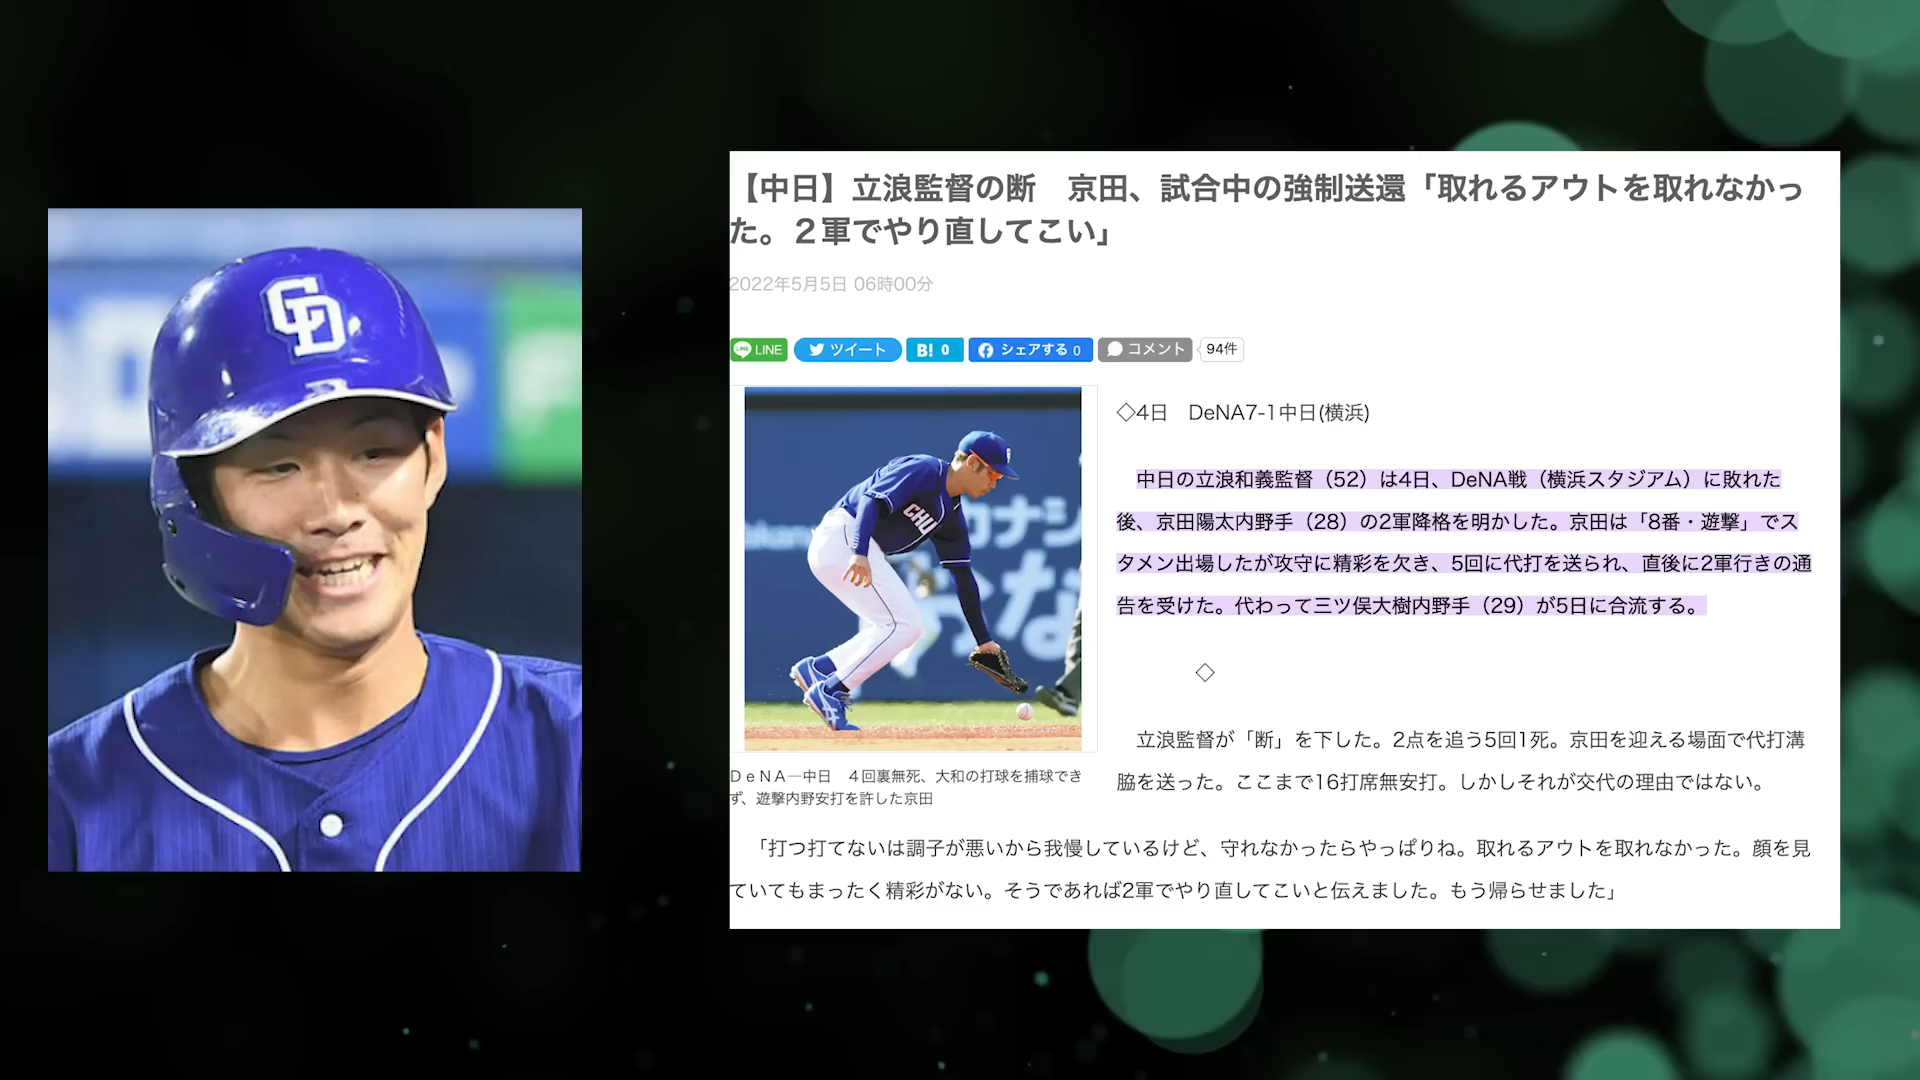 【中日】立浪監督の断　京田、試合中の強制送還「取れるアウトを取れなかっ
た。２軍でやり直してこい」
2022年5月5日 06時00分
LINE LINE ツイート B! 0 シェアする 0 コメント 94件
◇4日　DeNA7-1中日(横浜)
中日の立浪和義監督（52）は4日、DeNA戦（横浜スタジアム）に敗れた
後、京田陽太内野手（28）の2軍降格を明かした。京田は「8番・遊撃」でス
タメン出場したが攻守に精彩を欠き、5回に代打を送られ、直後に2軍行きの通
告を受けた。代わって三ツ俣大樹内野手（29）が5日に合流する。
◇
立浪監督が「断」を下した。2点を追う5回1死。京田を迎える場面で代打溝
脇を送った。ここまで16打席無安打。しかしそれが交代の理由ではない。
ＤｅＮＡ―中日　４回裏無死、大和の打球を捕球でき
ず、遊撃内野安打を許した京田
「打つ打てないは調子が悪いから我慢しているけど、守れなかったらやっぱりね。取れるアウトを取れなかった。顔を見
ていてもまったく精彩がない。そうであれば2軍でやり直してこいと伝えました。もう帰らせました」
CD
CHU